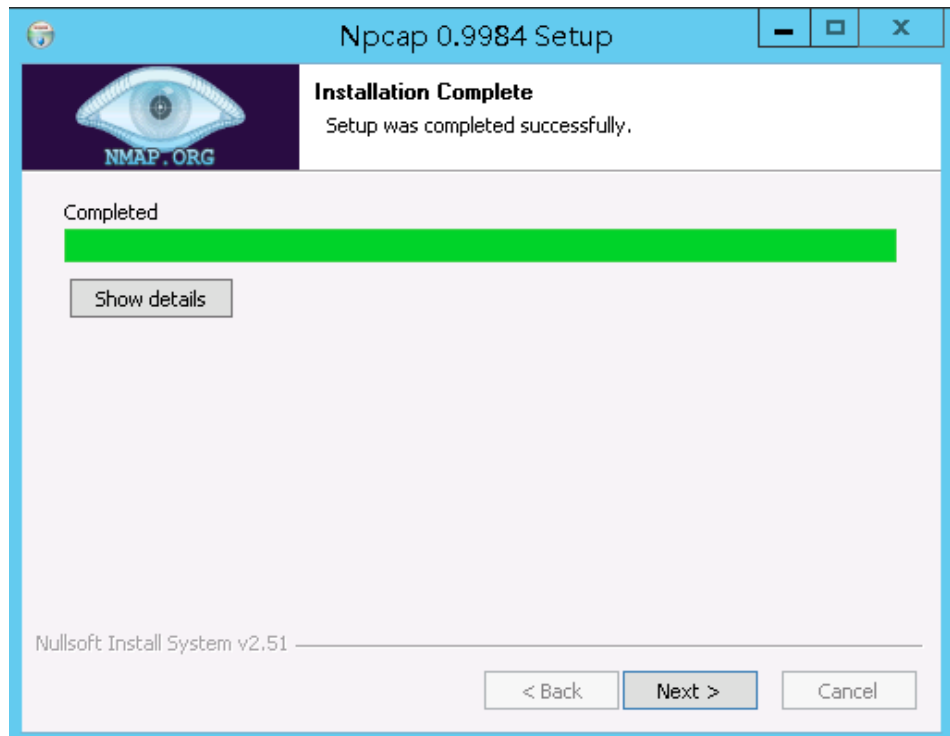 Npcap 0.9984 Setup
NMAP.ORG
Installation Complete
Setup was completed successfully.
Completed
Show details
Nullsoft Install System v2.51
< Back
Next >
Cancel